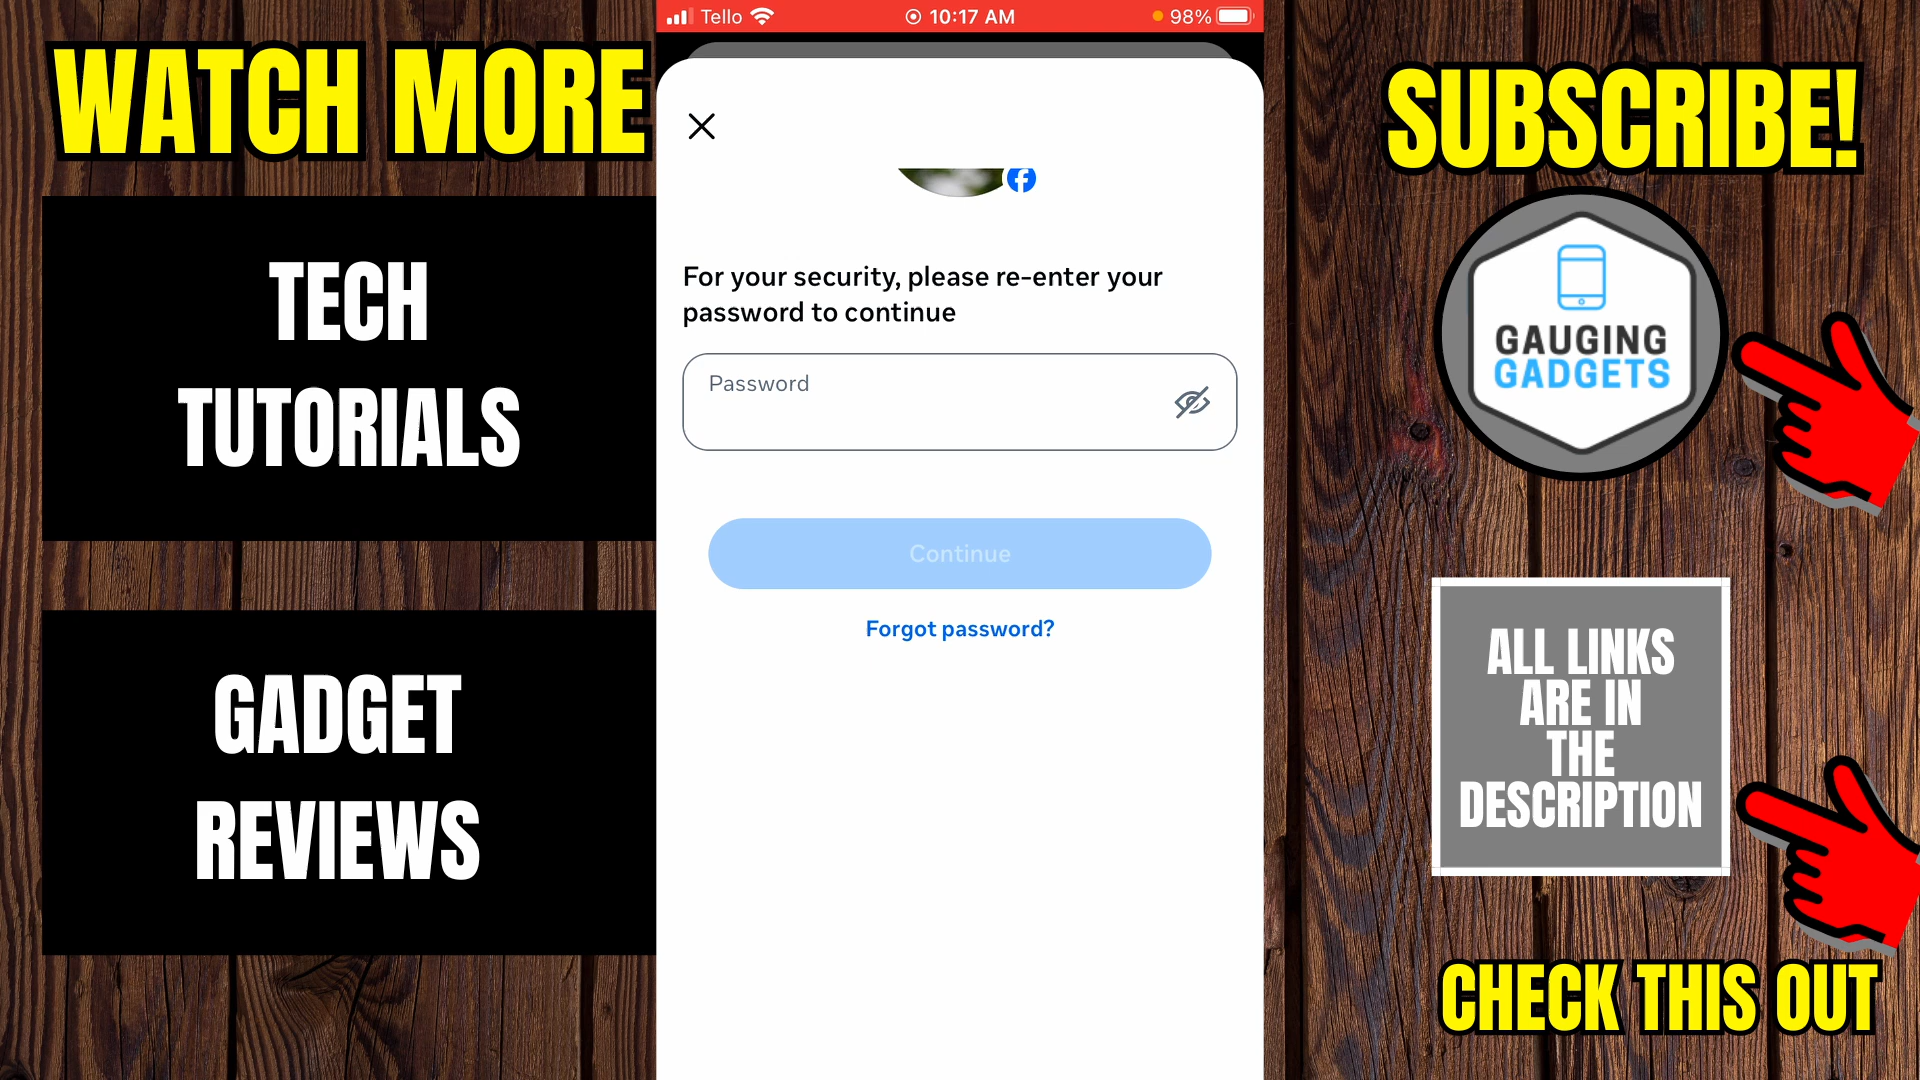 WATCH MORE
TECH
TUTORIALS
GADGET
REVIEWS
Tello
10:17 AM
98%
For your security, please re-enter your
password to continue
Password
Continue
Forgot password?
SUBSCRIBE!
GAUGING
GADGETS
ALL LINKS
ARE IN
THE
DESCRIPTION
CHECK THIS OUT